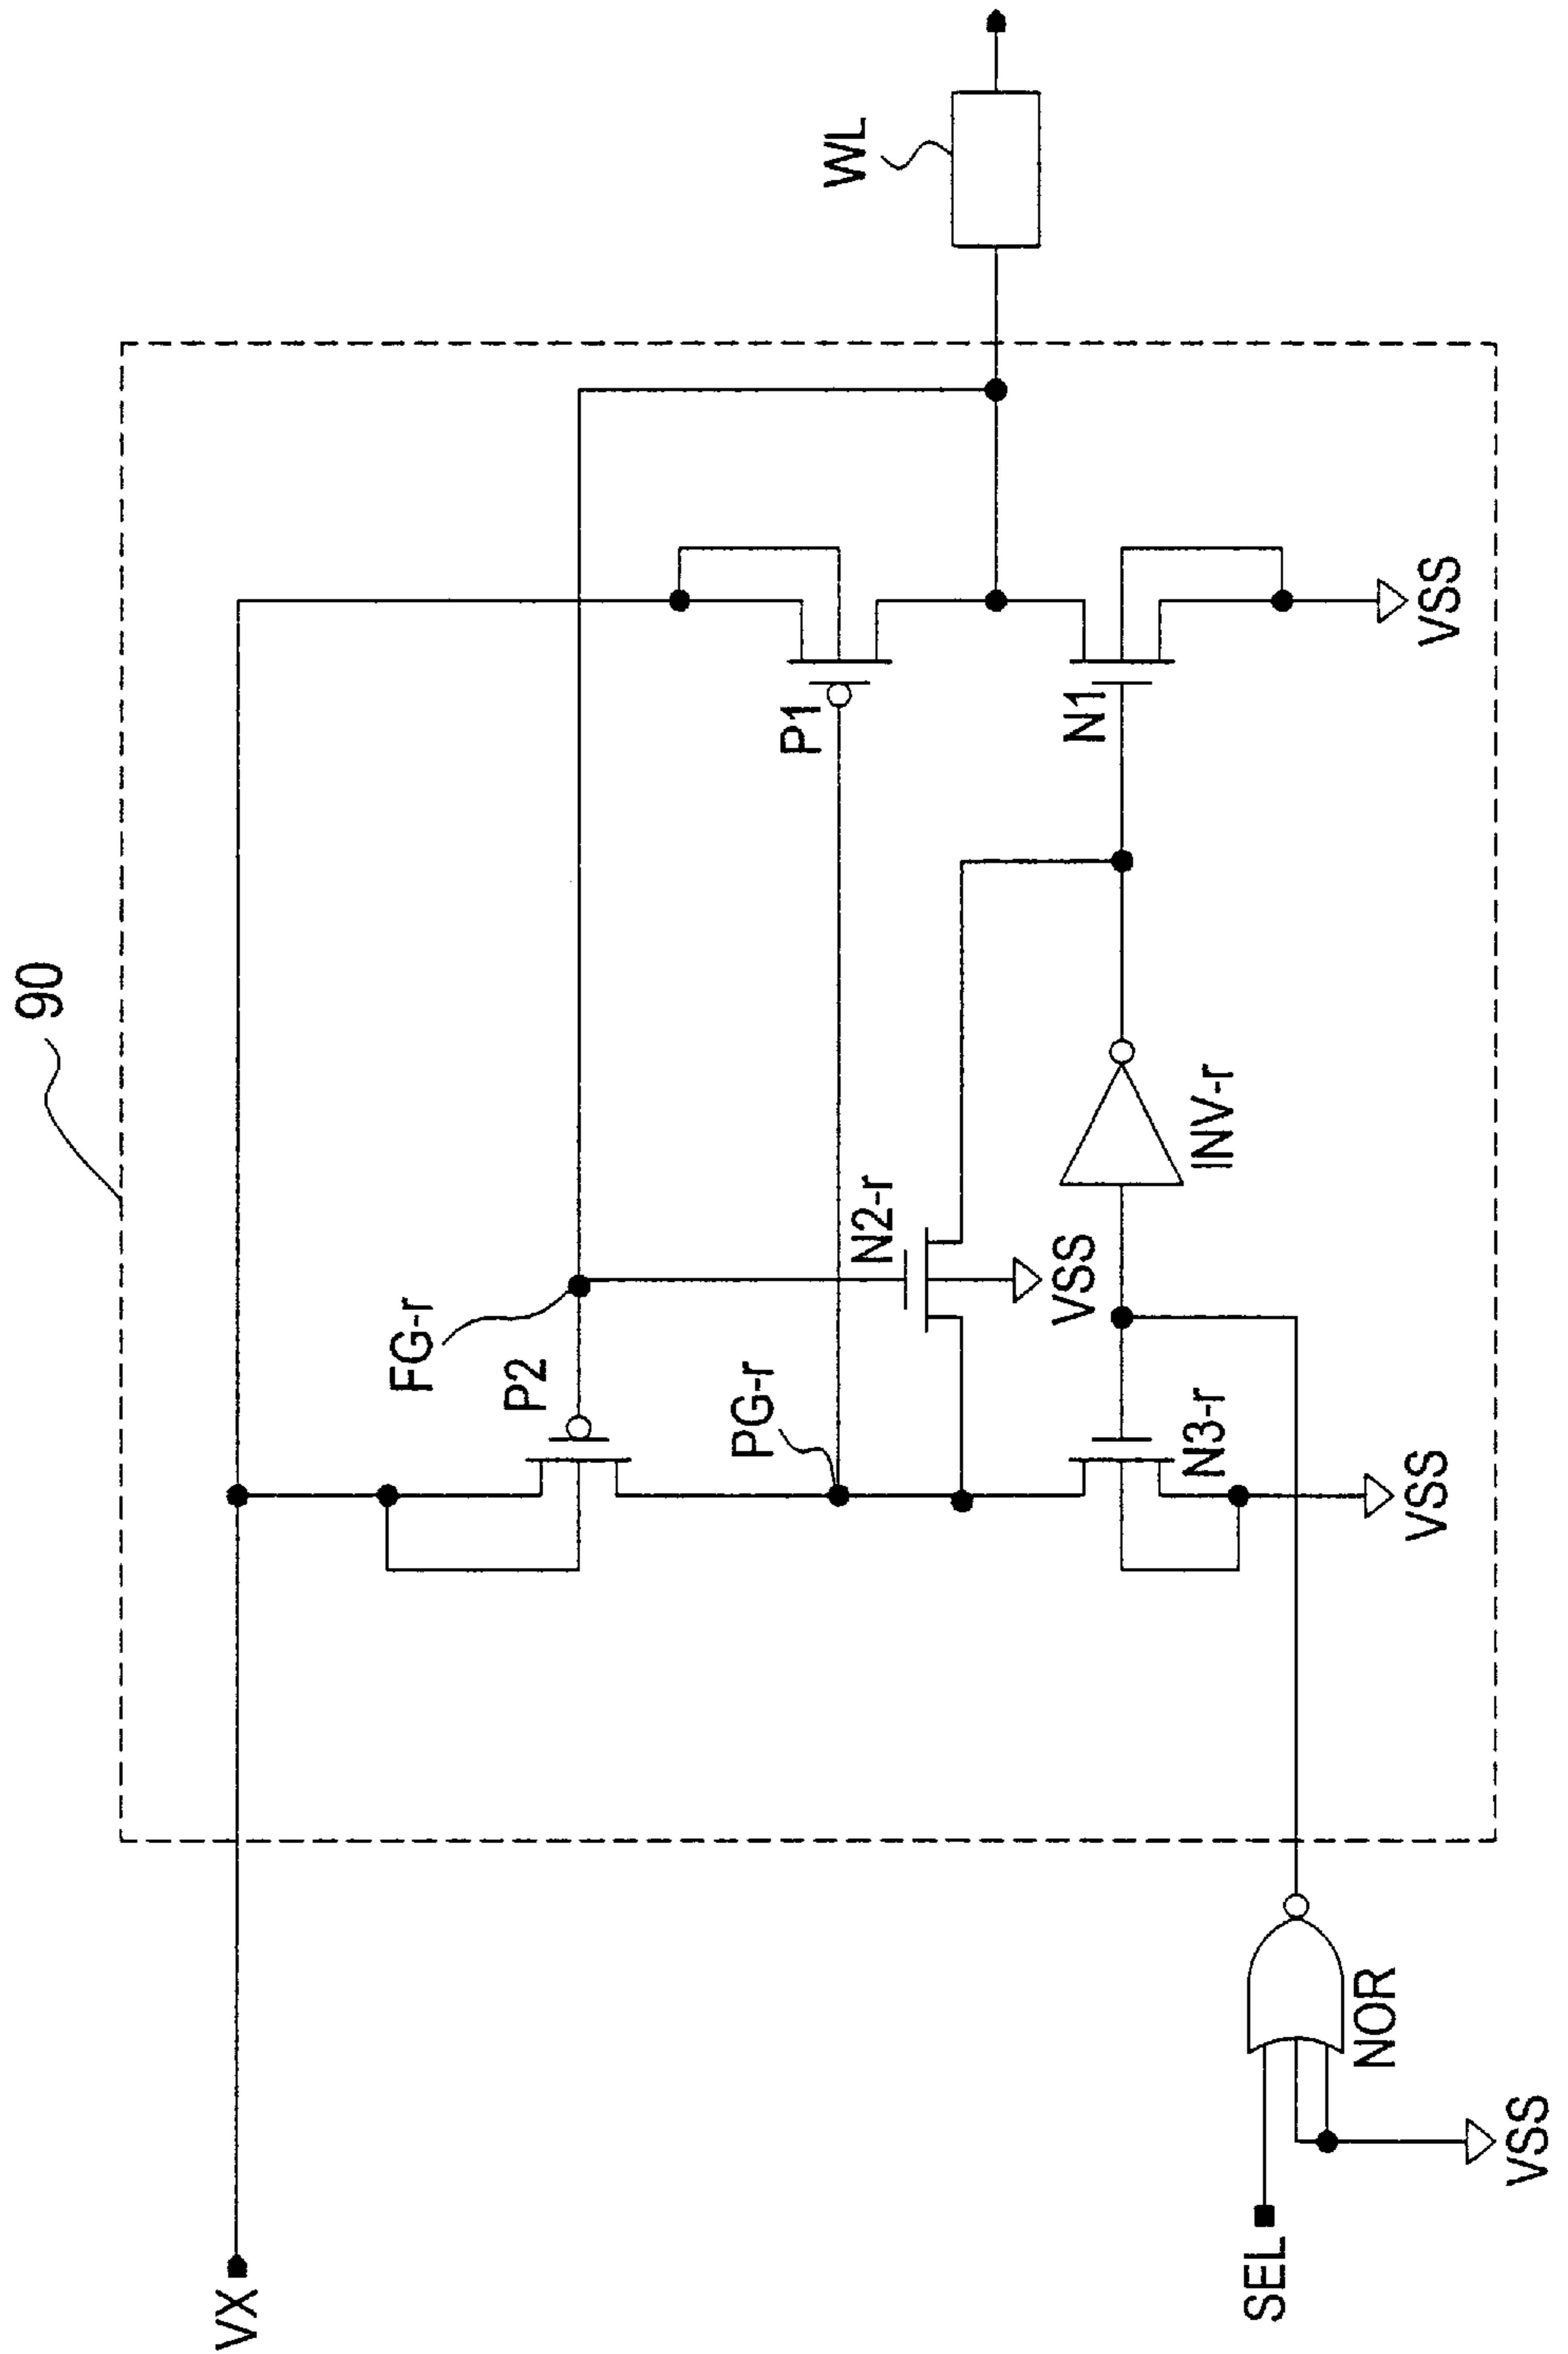 90
VX
FG-r
P2
PG-r
N2-r
VSS
P1
WL
N3-r
VSS
INV-r
N1
VSS
SEL
NOR
VSS